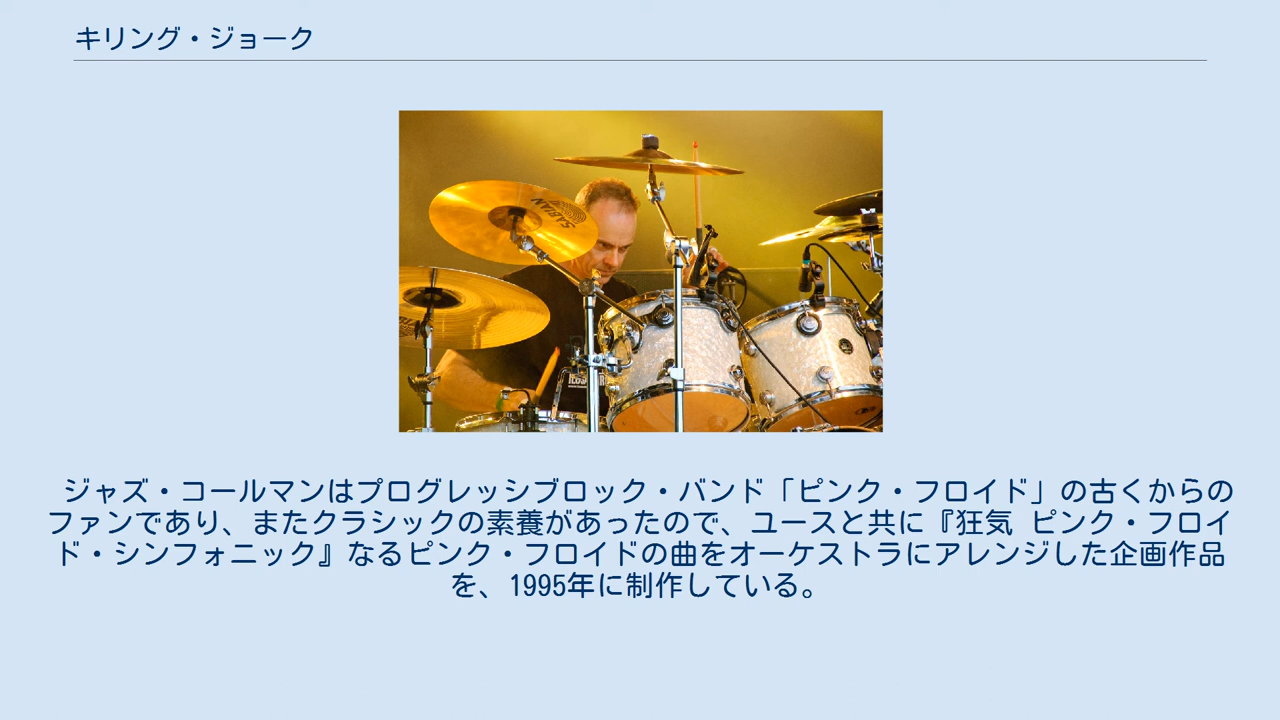 キリング・ジョーク
SABIAN
ジャズ・コールマンはプログレッシブロック・バンド「ピンク・フロイド」の古くからの
ファンであり、またクラシックの素養があったので、ユースと共に『狂気 ピンク・フロイ
ド・シンフォニック』なるピンク・フロイドの曲をオーケストラにアレンジした企画作品
を、1995年に制作している。